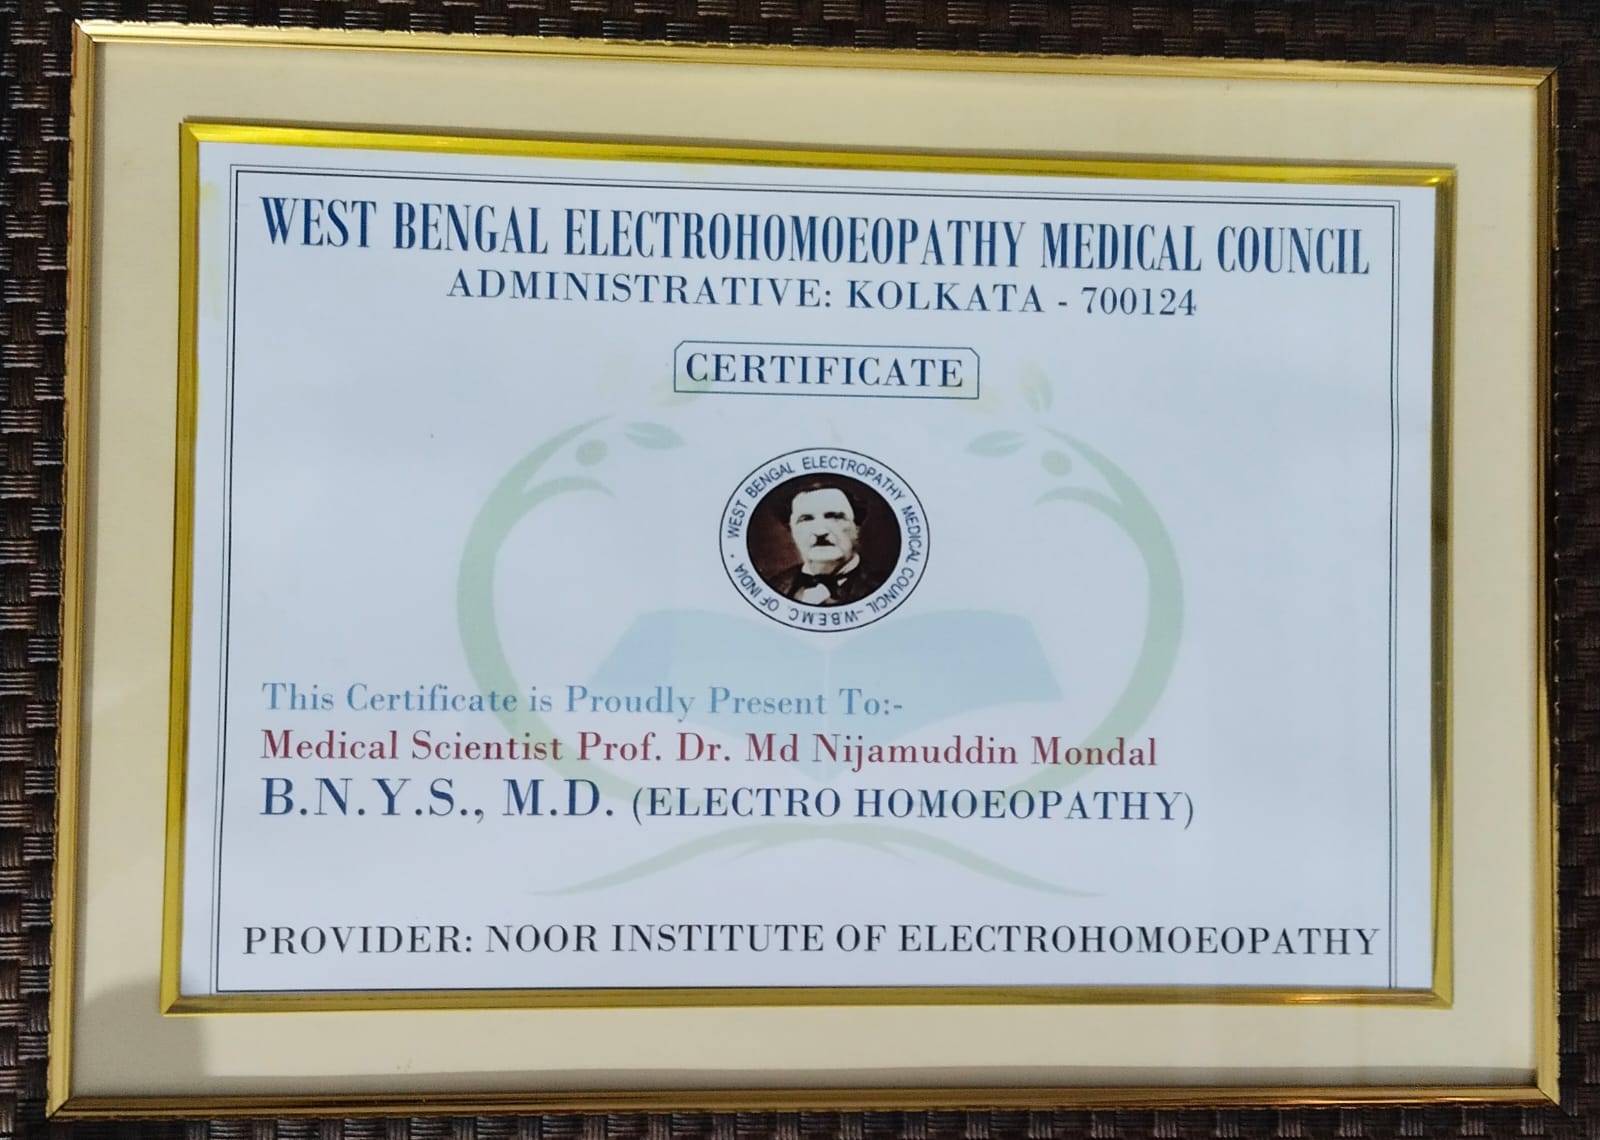 WEST BENGAL ELECTROHOMOEOPATHY MEDICAL COUNCIL
ADMINISTRATIVE: KOLKATA - 700124
CERTIFICATE
WEST BENGAL ELECTROPATHY MEDICAL COUNCIL-W.B.E.M.C. OF INDIA
This Certificate is Proudly Present To:-
Medical Scientist Prof. Dr. Md Nijamuddin Mondal
B.N.Y.S., M.D. (ELECTRO HOMOEOPATHY)
PROVIDER: NOOR INSTITUTE OF ELECTROHOMOEOPATHY